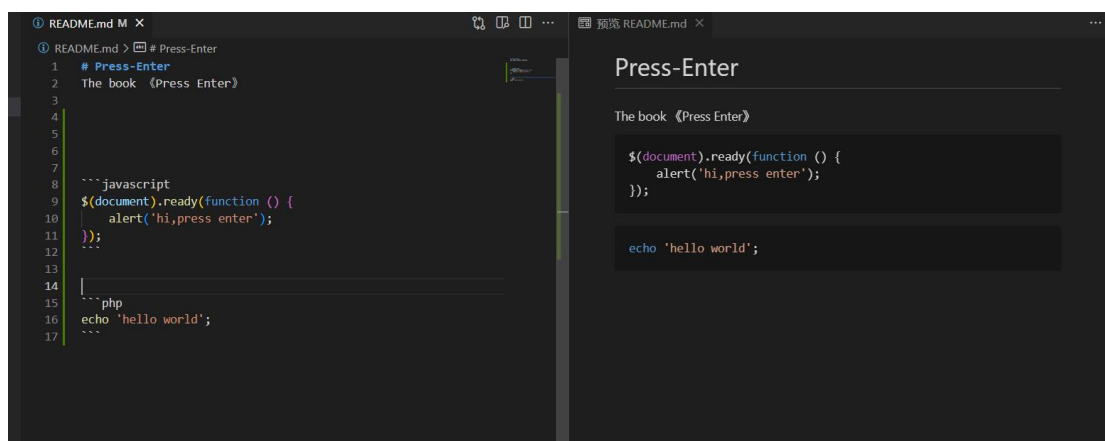 README.md M ×
README.md > # Press-Enter
1 # Press-Enter
2 The book 《Press Enter》
3
4
5
6
7
8 ```javascript
9 $(document).ready(function () {
10     alert('hi,press enter');
11 });
12 ```
13
14
15 ```php
16 echo 'hello world';
17 ```
预览 README.md ×
Press-Enter
The book 《Press Enter》
$(document).ready(function () {
    alert('hi,press enter');
});
echo 'hello world';